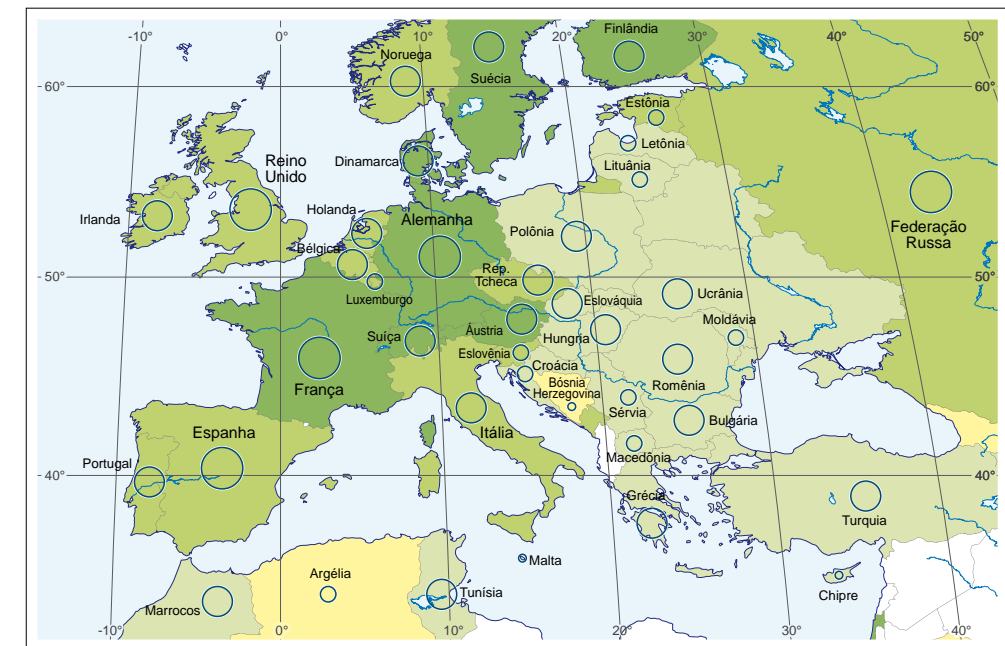 -10°
0°
10°
20°
30°
40°
50°
Finlândia
Noruega
Suécia
60°
60°
Estônia
Letônia
Dinamarca
Reino
Unido
Lituânia
Holanda
Irlanda
Alemanha
Federação
Russa
Polônia
Bélgica
50°
50°
Rep.
Tcheca
Luxemburgo
Eslováquia
Ucrânia
Moldávia
Suíça
Áustria
Hungria
Eslovênia
Croácia
França
Bósnia
Herzegovina
Romênia
Sérvia
Bulgária
Espanha
Itália
Portugal
Macedônia
40°
40°
Grécia
Turquia
Malta
Argélia
Tunísia
Chipre
Marrocos
-10°
0°
10°
20°
30°
40°